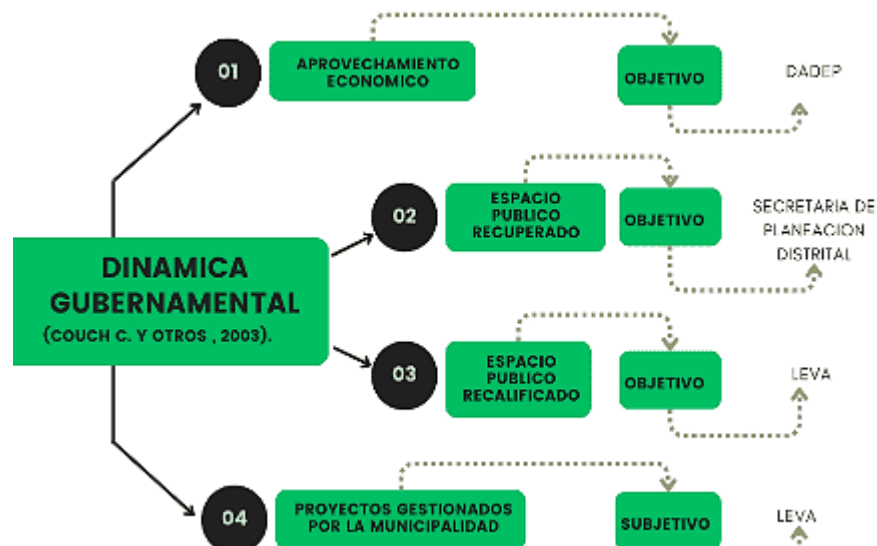 01
APROVECHAMIENTO
ECONOMICO
OBJETIVO
DADEP
02
ESPACIO
PUBLICO
RECUPERADO
OBJETIVO
SECRETARIA DE
PLANEACION
DISTRITAL
DINAMICA
GUBERNAMENTAL
(COUCH C. Y OTROS , 2003).
03
ESPACIO
PUBLICO
RECALIFICADO
OBJETIVO
LEVA
04
PROYECTOS GESTIONADOS
POR LA MUNICIPALIDAD
SUBJETIVO
LEVA